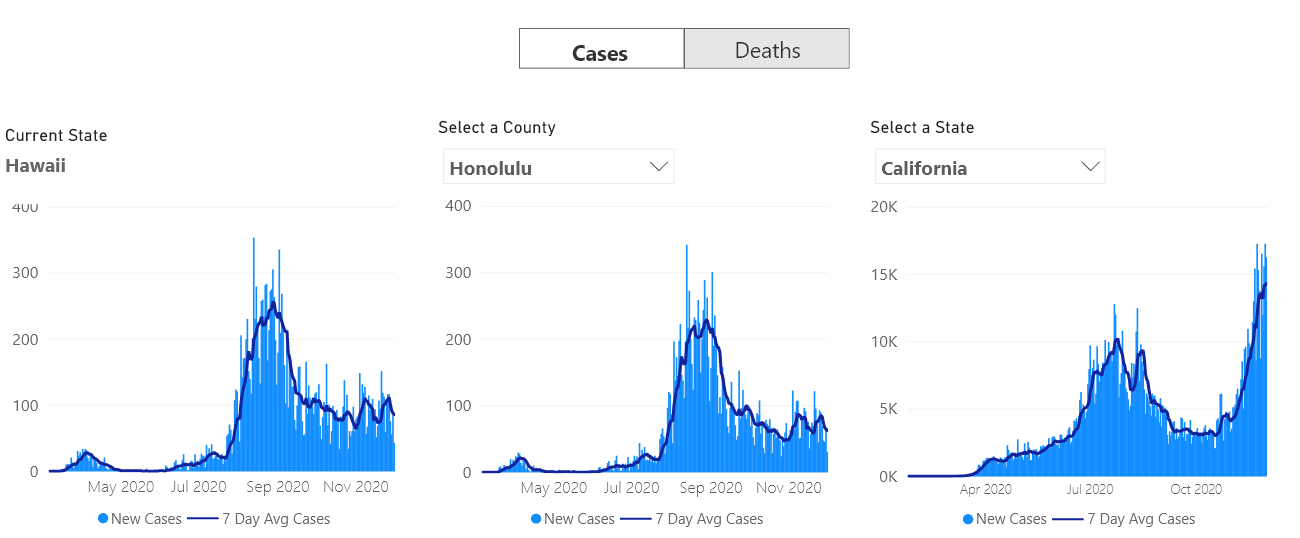 Cases Deaths
Current State
Hawaii
400
300
200
100
0
May 2020 Jul 2020 Sep 2020 Nov 2020
New Cases 7 Day Avg Cases
Select a County
Honolulu
400
300
200
100
0
May 2020 Jul 2020 Sep 2020 Nov 2020
New Cases 7 Day Avg Cases
Select a State
California
20K
15K
10K
5K
0K
Apr 2020 Jul 2020 Oct 2020
New Cases 7 Day Avg Cases